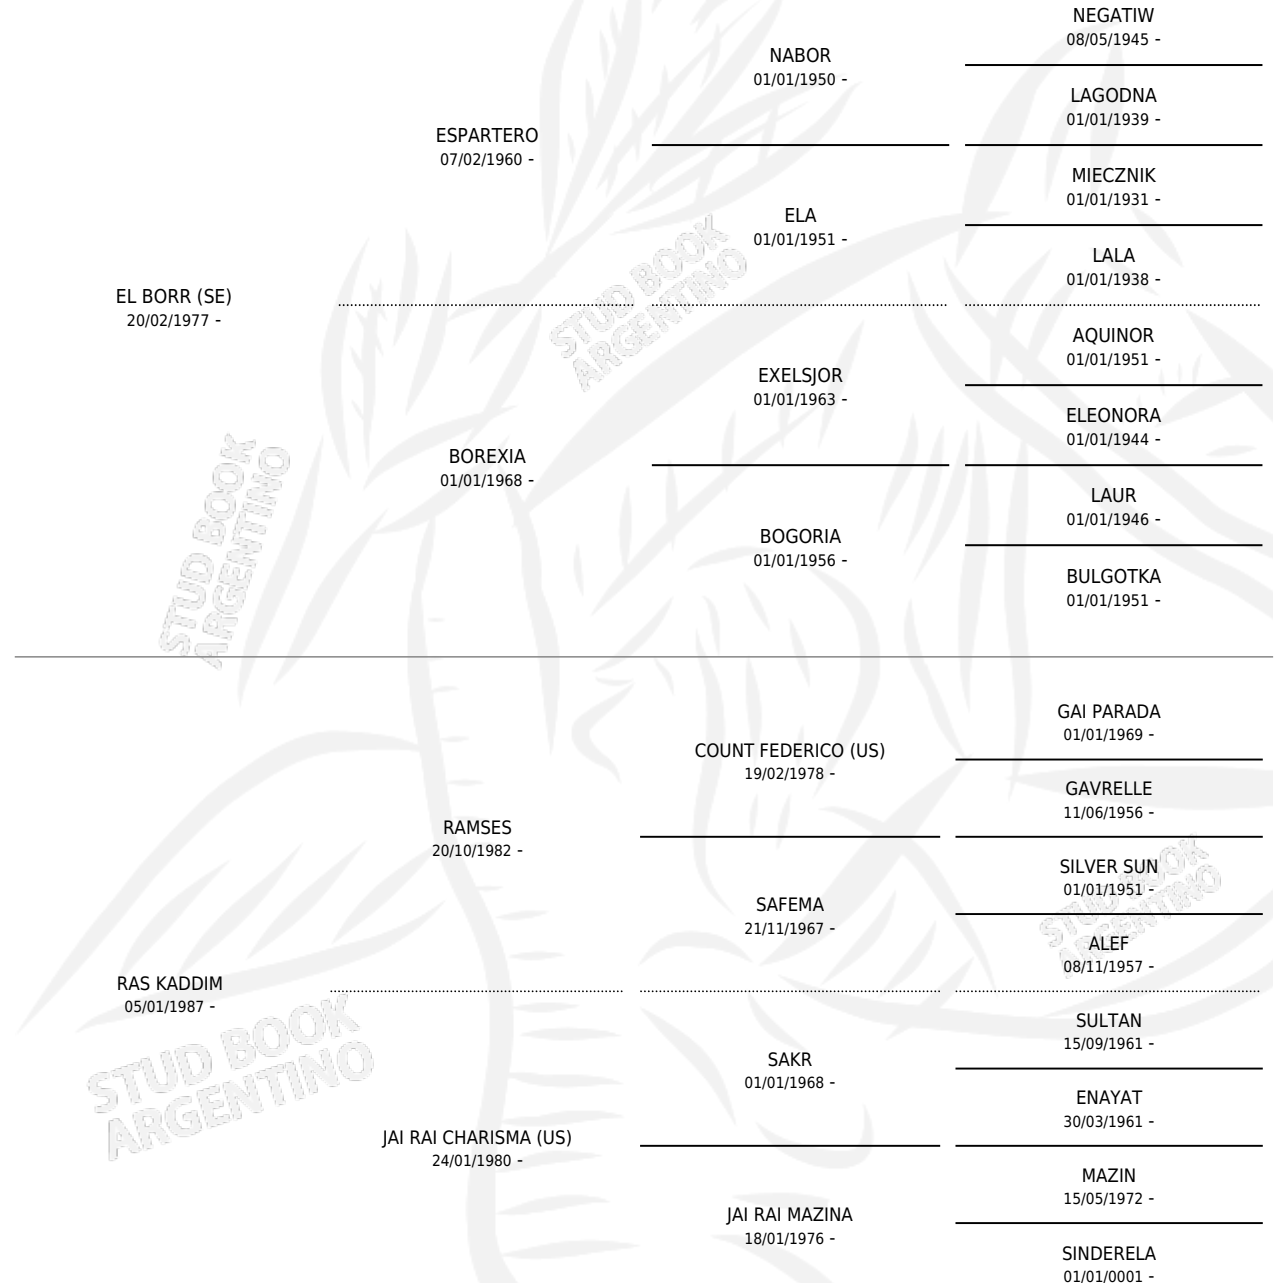 NEGATIW
08/05/1945 -
NABOR
01/01/1950 -
LAGODNA
01/01/1939 -
ESPARTERO
07/02/1960 -
MIECZNIK
01/01/1931 -
ELA
01/01/1951 -
LALA
01/01/1938 -
EL BORR (SE)
20/02/1977 -
AQUINOR
01/01/1951 -
EXELSJOR
01/01/1963 -
ELEONORA
01/01/1944 -
BOREXIA
01/01/1968 -
LAUR
01/01/1946 -
BOGORIA
01/01/1956 -
BULGOTKA
01/01/1951 -
STUD BOOK
ARGENTINO
STUD BOOK
ARGENTINO
GAI PARADA
01/01/1969 -
COUNT FEDERICO (US)
19/02/1978 -
GAVRELLE
11/06/1956 -
RAMSES
20/10/1982 -
SILVER SUN
01/01/1951 -
SAFEMA
21/11/1967 -
ALEF
08/11/1957 -
RAS KADDIM
05/01/1987 -
SULTAN
15/09/1961 -
SAKR
01/01/1968 -
ENAYAT
30/03/1961 -
JAI RAI CHARISMA (US)
24/01/1980 -
MAZIN
15/05/1972 -
JAI RAI MAZINA
18/01/1976 -
SINDERELA
01/01/0001 -
STUD BOOK
ARGENTINO
STUD BOOK
ARGENTINO